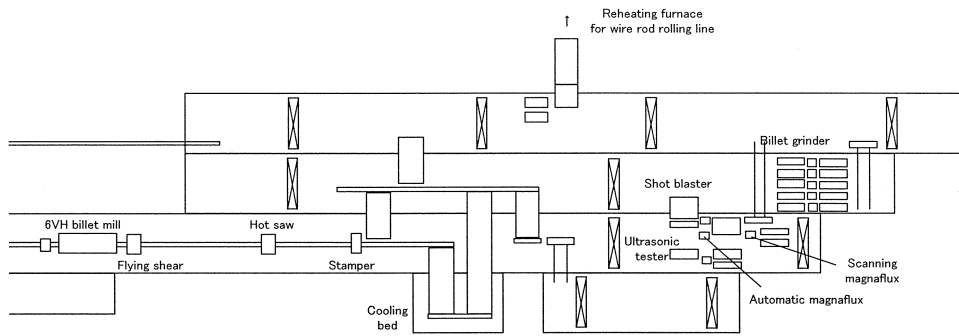 Reheating furnace
for wire rod rolling line
Billet grinder
Shot blaster
6VH billet mill
Hot saw
Flying shear
Stamper
Ultrasonic
tester
Scanning
magnaflux
Automatic magnaflux
Cooling
bed